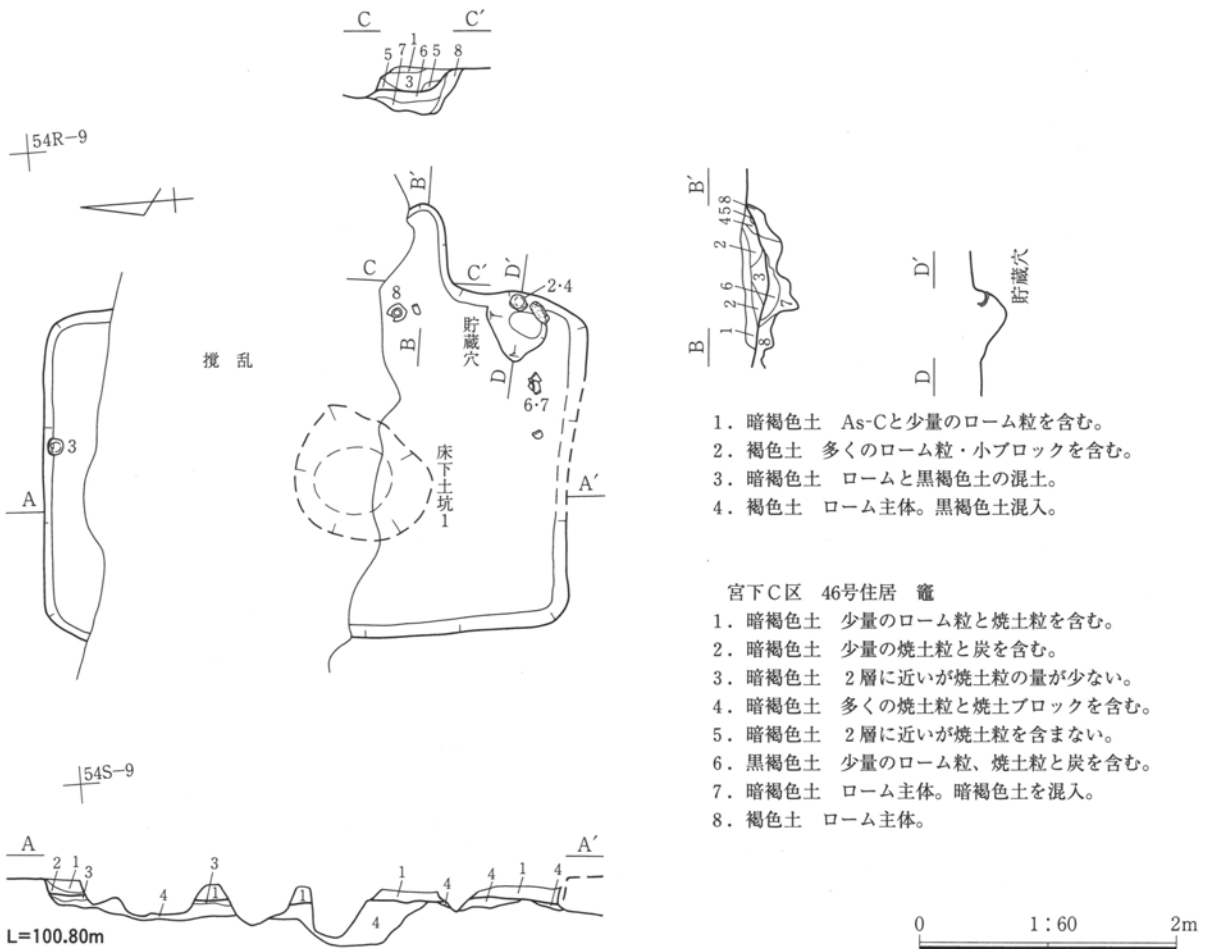 C C′
5 7 1 6 5 8
3
54R-9
B′
C
C′
D′
2・4
8
B
貯蔵穴
D
6・7
攪乱
3
床下土坑1
A
A′
B′
4 5 8
2
3
6
7
2
1
8
B
D′
貯蔵穴
D
1．暗褐色土 As-Cと少量のローム粒を含む。
2．褐色土 多くのローム粒・小ブロックを含む。
3．暗褐色土 ロームと黒褐色土の混土。
4．褐色土 ローム主体。黒褐色土混入。
宮下C区 46号住居 竈
1．暗褐色土 少量のローム粒と焼土粒を含む。
2．暗褐色土 少量の焼土粒と炭を含む。
3．暗褐色土 2層に近いが焼土粒の量が少ない。
4．暗褐色土 多くの焼土粒と焼土ブロックを含む。
5．暗褐色土 2層に近いが焼土粒を含まない。
6．黒褐色土 少量のローム粒、焼土粒と炭を含む。
7．暗褐色土 ローム主体。暗褐色土を混入。
8．褐色土 ローム主体。
54S-9
A A′
2 1 3 4 3 1 1 4 1 4 4 1 4
L=100.80m
0 1:60 2m